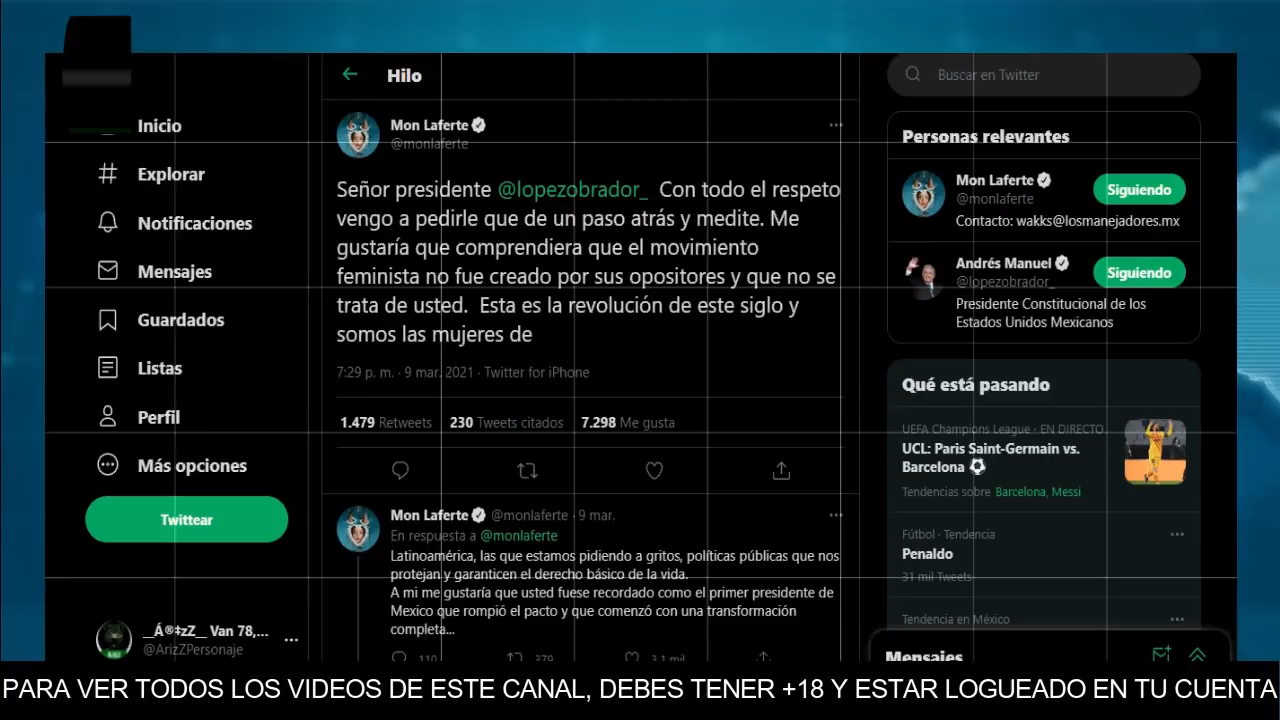 Inicio
Explorar
Notificaciones
Mensajes
Guardados
Listas
Perfil
Más opciones
Twittear
__Á®‡zZ__ Van 78,...
@ArizZPersonaje
Hilo
Mon Laferte
@monlaferte
Señor presidente @lopezobrador_ Con todo el respeto
vengo a pedirle que de un paso atrás y medite. Me
gustaría que comprendiera que el movimiento
feminista no fue creado por sus opositores y que no se
trata de usted. Esta es la revolución de este siglo y
somos las mujeres de
7:29 p. m. · 9 mar. 2021 · Twitter for iPhone
1.479 Retweets 230 Tweets citados 7.298 Me gusta
Mon Laferte @monlaferte · 9 mar.
En respuesta a @monlaferte
Latinoamérica, las que estamos pidiendo a gritos, políticas públicas que nos
protejan y garanticen el derecho básico de la vida.
A mi me gustaría que usted fuese recordado como el primer presidente de
Mexico que rompió el pacto y que comenzó con una transformación
completa...
110 379 3,1 mil
Buscar en Twitter
Personas relevantes
Mon Laferte
@monlaferte
Siguiendo
Contacto: wakks@losmanejadores.mx
Andrés Manuel
@lopezobrador_
Siguiendo
Presidente Constitucional de los
Estados Unidos Mexicanos
Qué está pasando
UEFA Champions League · EN DIRECTO
UCL: Paris Saint-Germain vs.
Barcelona
Tendencias sobre Barcelona, Messi
Fútbol · Tendencia
Penaldo
31 mil Tweets
Tendencia en México
Mensajes
PARA VER TODOS LOS VIDEOS DE ESTE CANAL, DEBES TENER +18 Y ESTAR LOGUEADO EN TU CUENTA